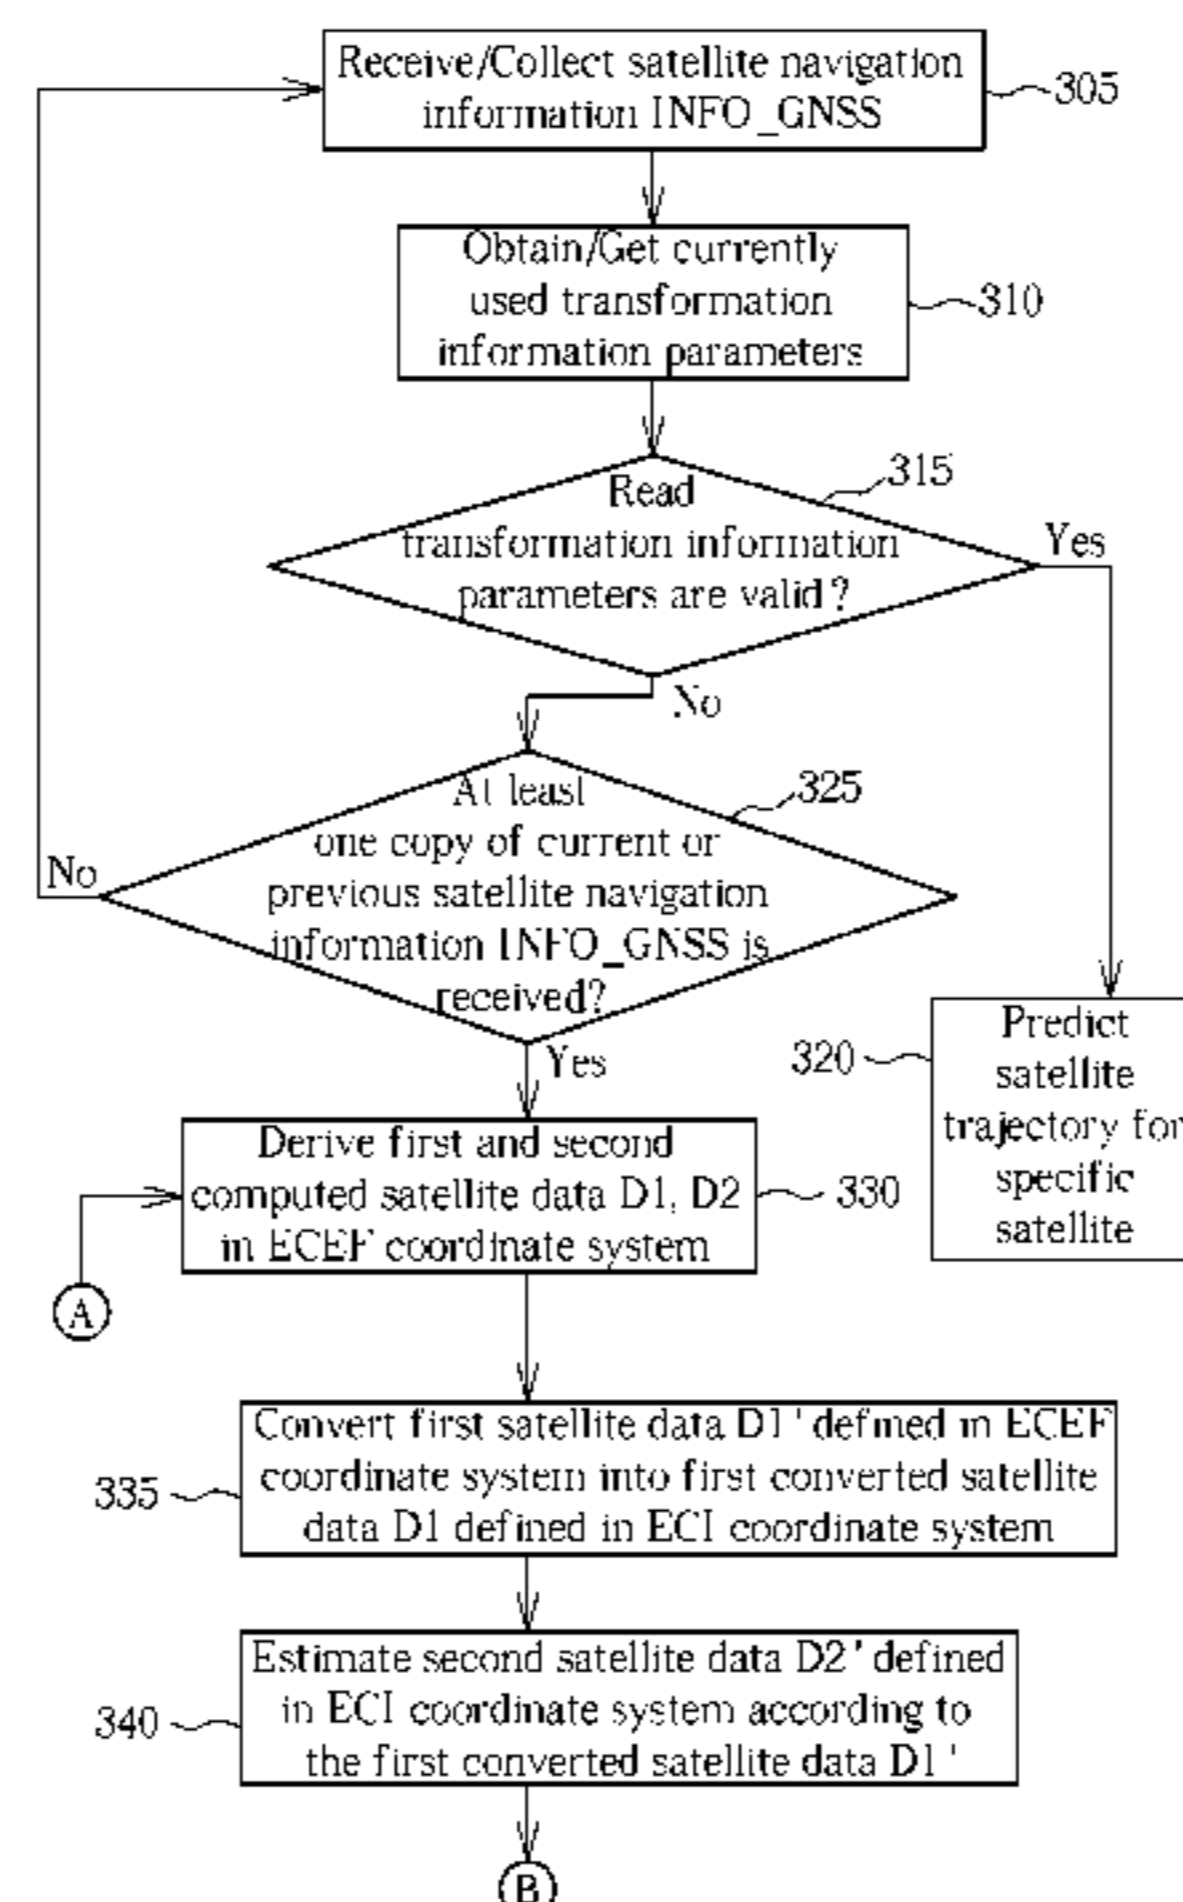 Receive/Collect satellite navigation
information INFO_GNSS
305
Obtain/Get currently
used transformation
information parameters
310
315
Read
transformation information
parameters are valid?
Yes
No
325
At least
one copy of current or
previous satellite navigation
information INFO_GNSS is
received?
No
Yes
320
Predict
satellite
trajectory for
specific
satellite
Derive first and second
computed satellite data D1, D2
in ECEF coordinate system
330
A
Convert first satellite data D1' defined in ECEF
coordinate system into first converted satellite
data D1 defined in ECI coordinate system
335
Estimate second satellite data D2' defined
in ECI coordinate system according to
the first converted satellite data D1'
340
B